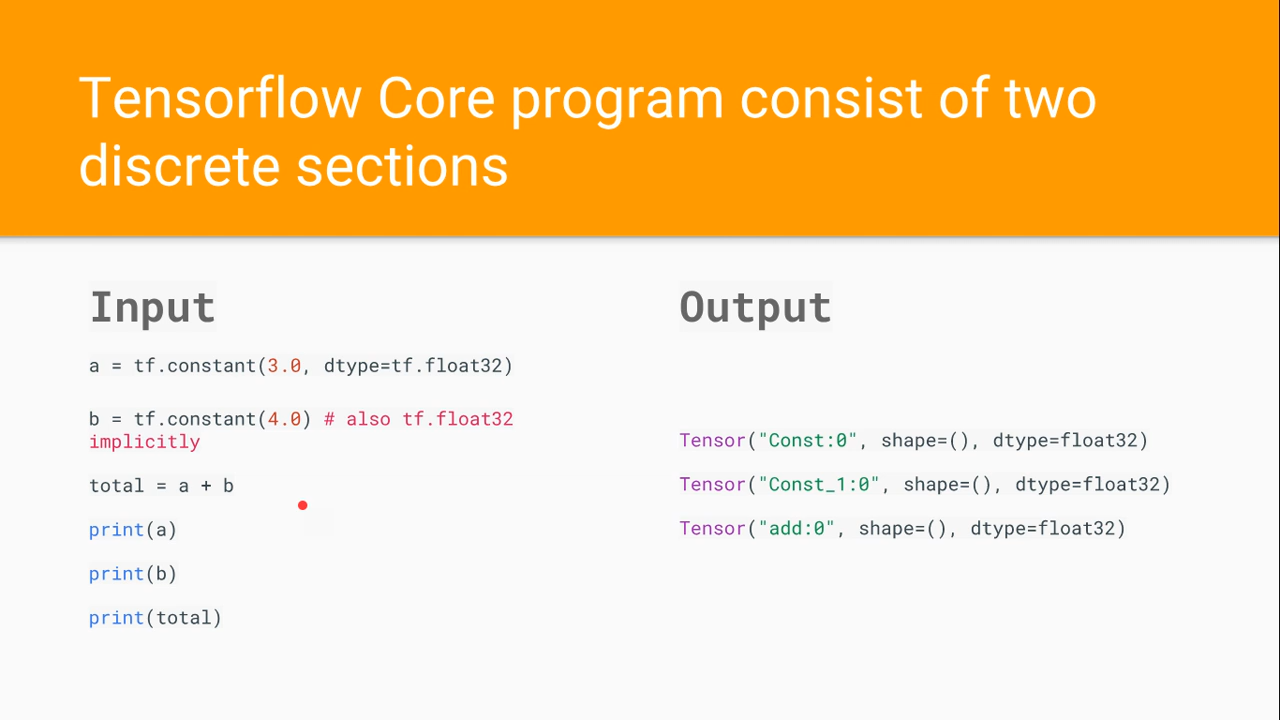 Tensorflow Core program consist of two
discrete sections
Input
a = tf.constant(3.0, dtype=tf.float32)
b = tf.constant(4.0) # also tf.float32
implicitly
total = a + b
print(a)
print(b)
print(total)
Output
Tensor("Const:0", shape=(), dtype=float32)
Tensor("Const_1:0", shape=(), dtype=float32)
Tensor("add:0", shape=(), dtype=float32)